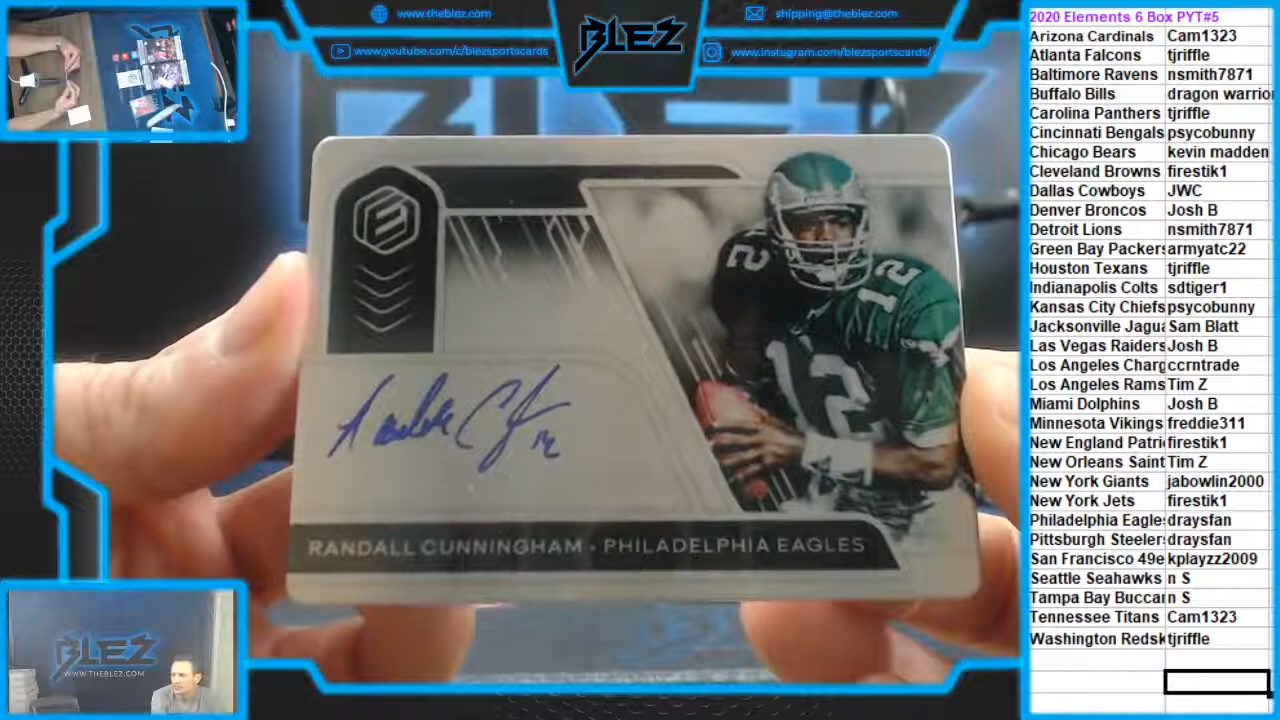 www.theblez.com
shipping@theblez.com
www.youtube.com/c/blezsportscards
www.instagram.com/blezsportscards/
BLEZ
2
12
12
Randall C 12
RANDALL CUNNINGHAM - PHILADELPHIA EAGLES
BLEZ
WWW.THEBLEZ.COM
2020 Elements 6 Box PYT#5
Arizona Cardinals Cam1323
Atlanta Falcons tjriffle
Baltimore Ravens nsmith7871
Buffalo Bills dragon warrior
Carolina Panthers tjriffle
Cincinnati Bengals psycobunny
Chicago Bears kevin madden
Cleveland Browns firestik1
Dallas Cowboys JWC
Denver Broncos Josh B
Detroit Lions nsmith7871
Green Bay Packers armyatc22
Houston Texans tjriffle
Indianapolis Colts sdtiger1
Kansas City Chiefs psycobunny
Jacksonville Jagua Sam Blatt
Las Vegas Raiders Josh B
Los Angeles Charg ccrntrade
Los Angeles Rams Tim Z
Miami Dolphins Josh B
Minnesota Vikings freddie311
New England Patri firestik1
New Orleans Saint Tim Z
New York Giants jabowlin2000
New York Jets firestik1
Philadelphia Eagles draysfan
Pittsburgh Steelers draysfan
San Francisco 49e kplayzz2009
Seattle Seahawks n S
Tampa Bay Buccan n S
Tennessee Titans Cam1323
Washington Redsk tjriffle